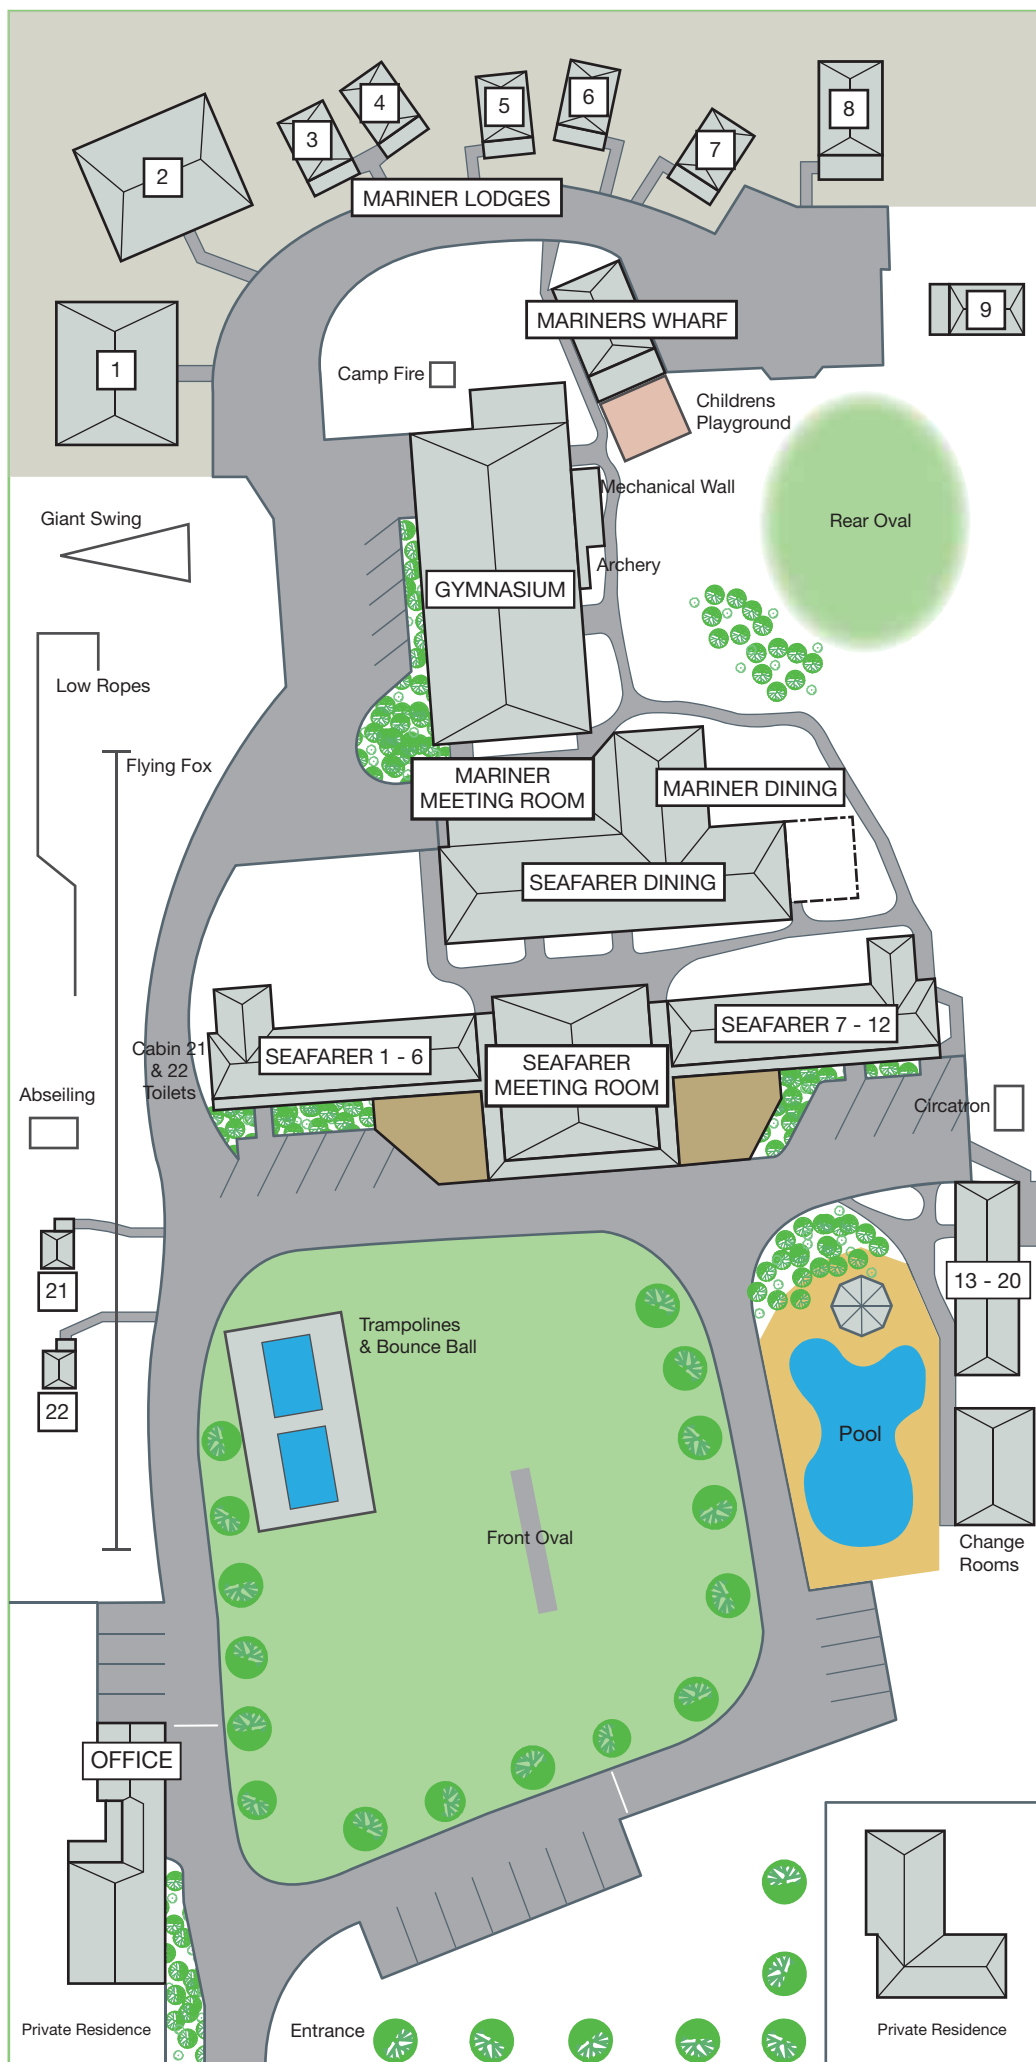 4
5
6
8
3
7
2
MARINER LODGES
9
MARINERS WHARF
1
Camp Fire
Childrens
Playground
Mechanical Wall
Giant Swing
Rear Oval
Archery
GYMNASIUM
Low Ropes
Flying Fox
MARINER
MEETING ROOM
MARINER DINING
SEAFARER DINING
SEAFARER 7 - 12
Cabin 21
& 22
Toilets
SEAFARER 1 - 6
SEAFARER
MEETING ROOM
Abseiling
Circatron
21
13 - 20
Trampolines
& Bounce Ball
22
Pool
Front Oval
Change
Rooms
OFFICE
Private Residence
Entrance
Private Residence